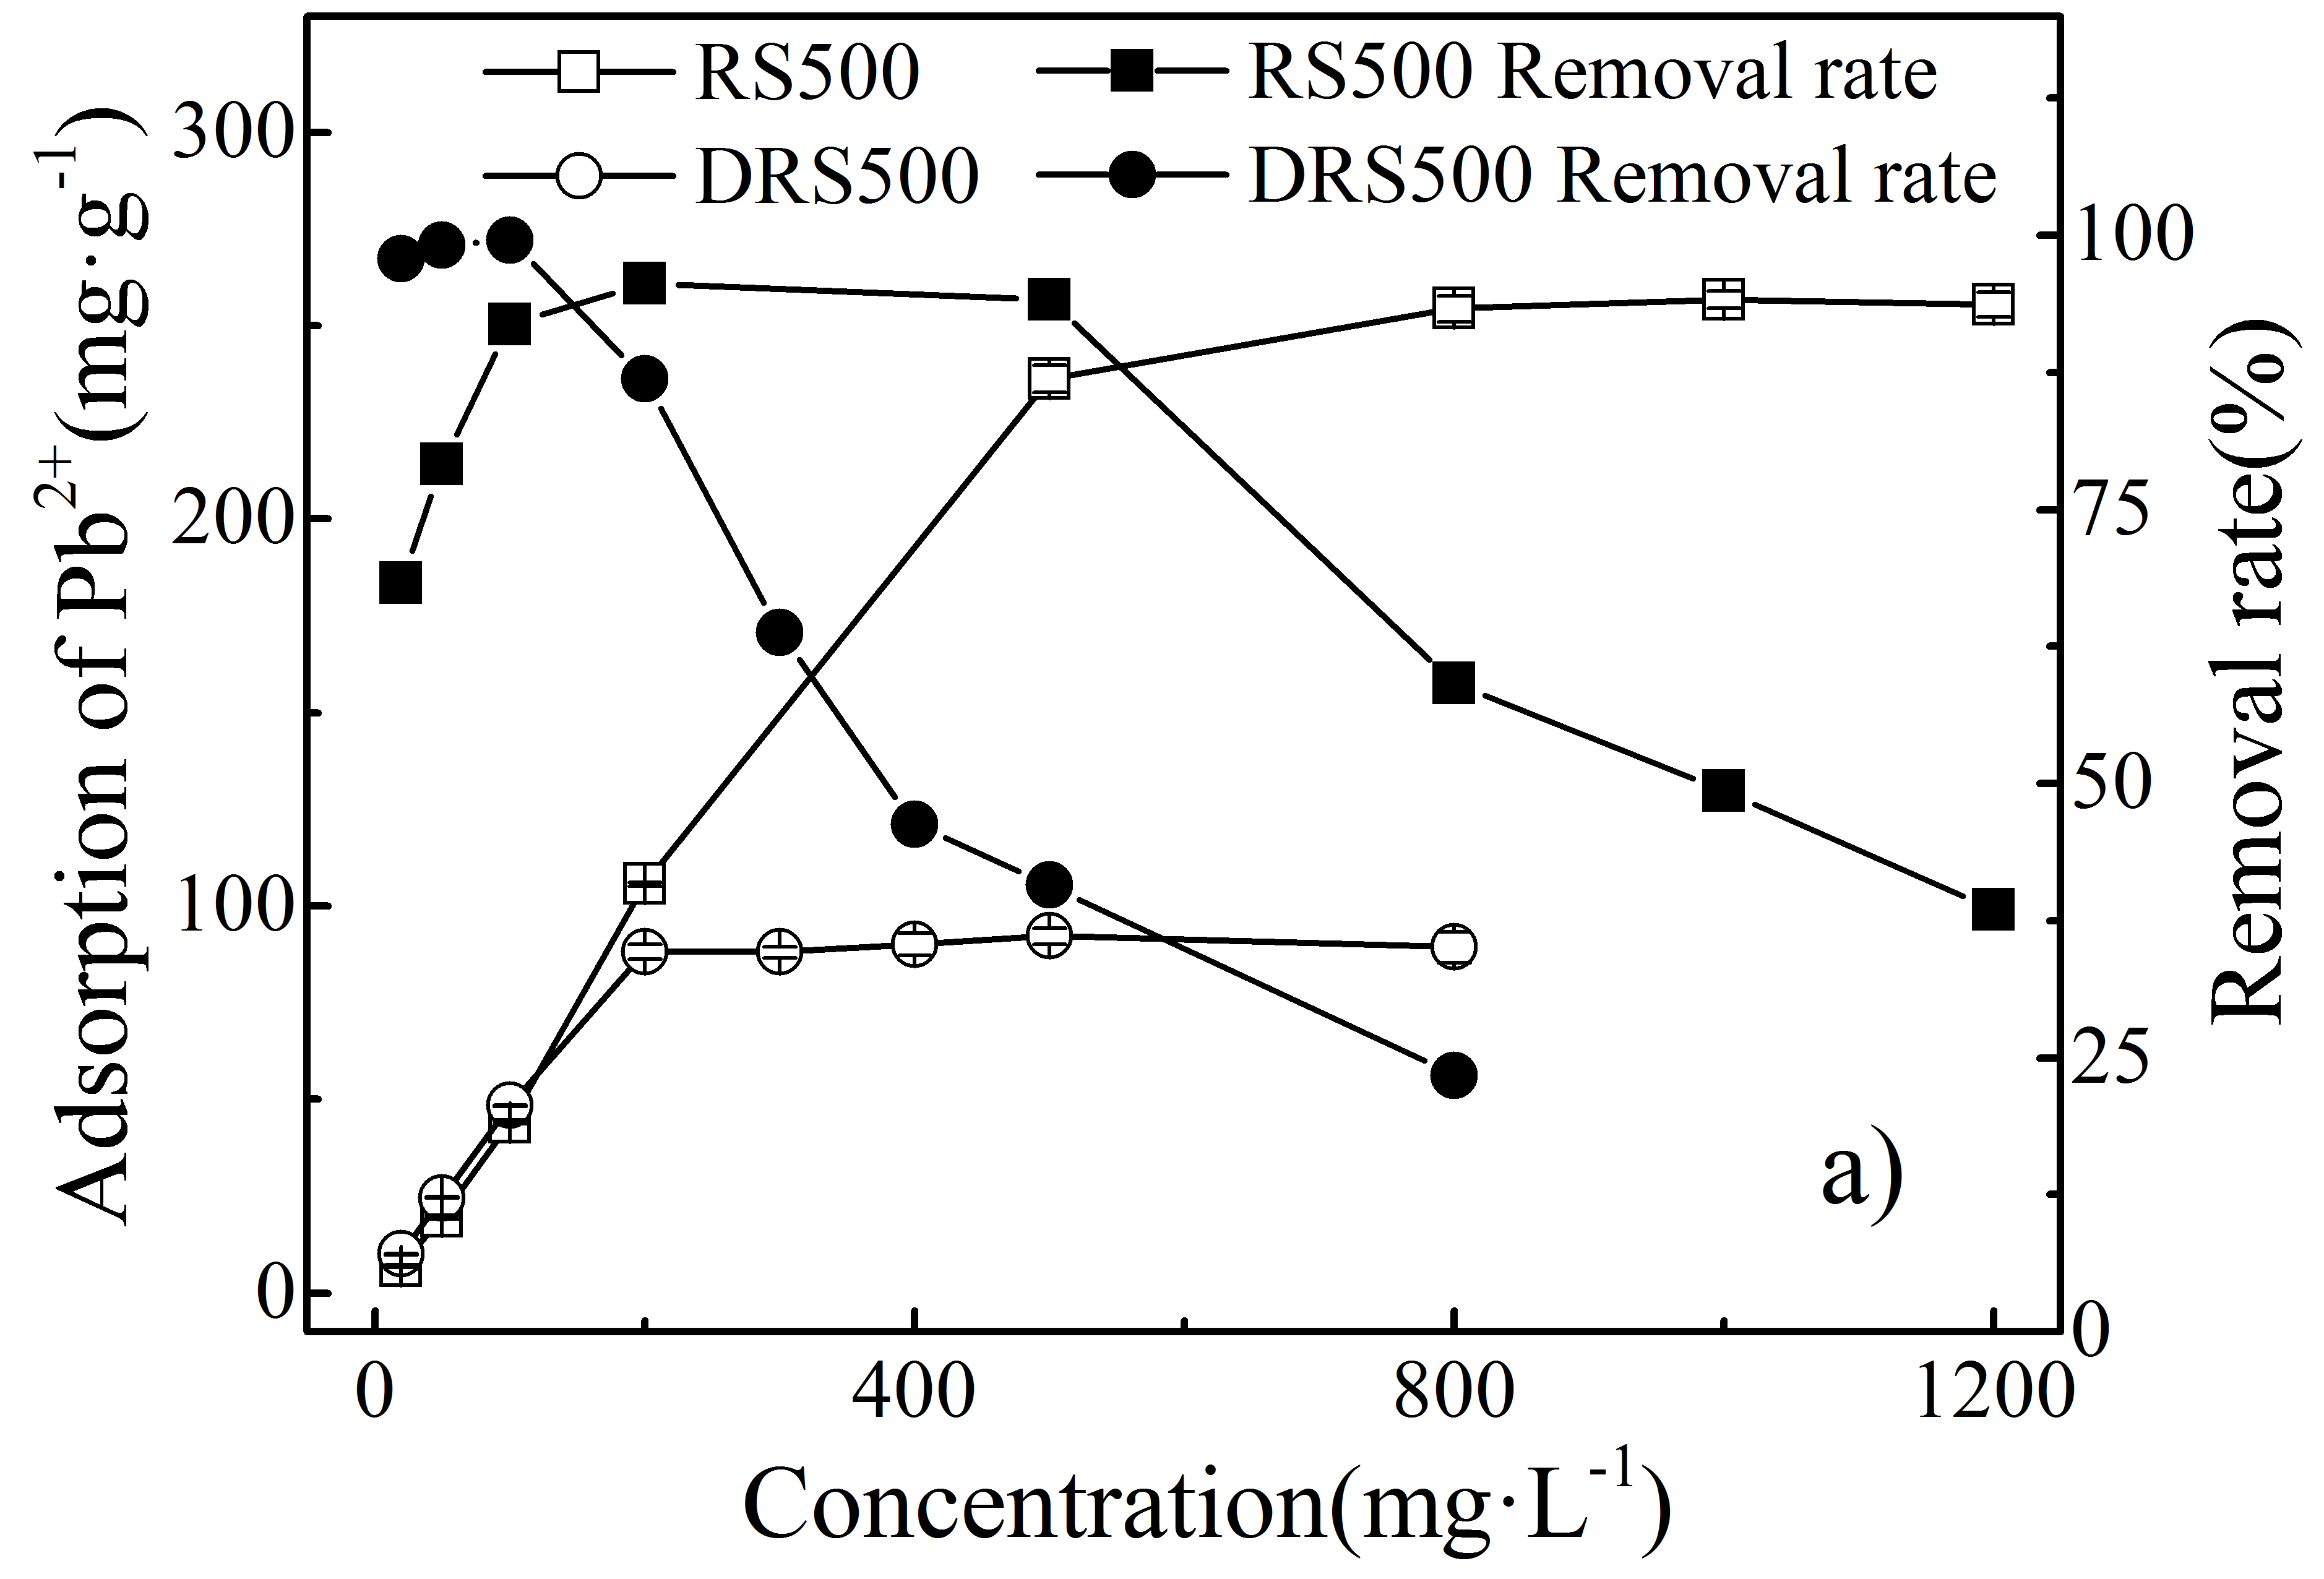 RS500
RS500 Removal rate
DRS500
DRS500 Removal rate
Adsorption of Pb²⁺(mg·g⁻¹)
300
200
100
0
Removal rate(%)
100
75
50
25
0
a)
0 400 800 1200
Concentration(mg·L⁻¹)